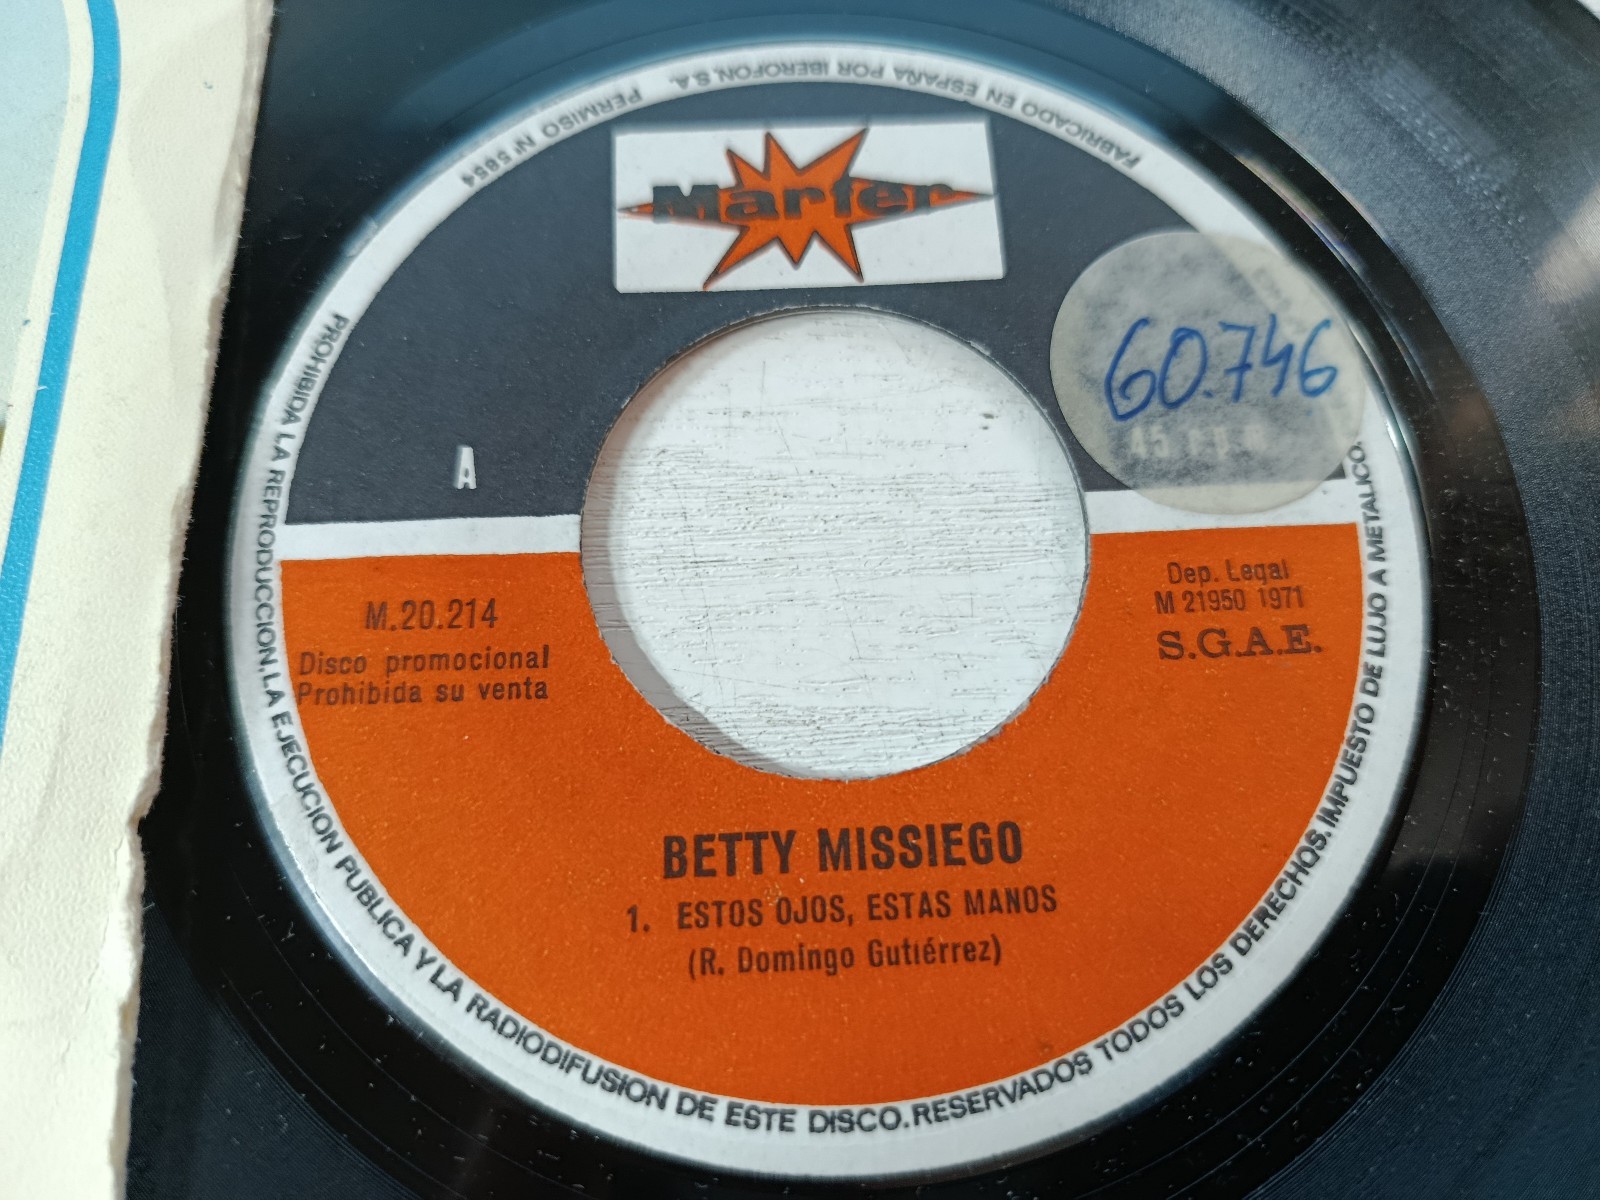 FABRICADO EN ESPAÑA POR IBEROFON, S.A. PERMISO Nº 5854
Marfer
60.746
45 r.p.
A
M.20.214
Disco promocional
Prohibida su venta
Dep. Legal
M 21950 1971
S.G.A.E.
BETTY MISSIEGO
1. ESTOS OJOS, ESTAS MANOS
(R. Domingo Gutiérrez)
PROHIBIDA LA REPRODUCCION, LA EJECUCION PUBLICA Y LA RADIODIFUSION DE ESTE DISCO. RESERVADOS TODOS LOS DERECHOS. IMPUESTO DE LUJO A METALICO.